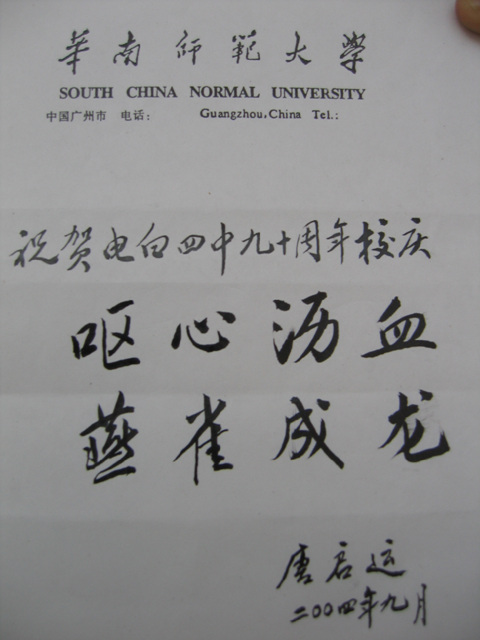 華南師範大學
SOUTH CHINA NORMAL UNIVERSITY
中国广州市 电话： Guangzhou,China Tel.:
祝贺电白四中九十周年校庆
呕心沥血
燕雀成龙
唐启运
二00四年九月